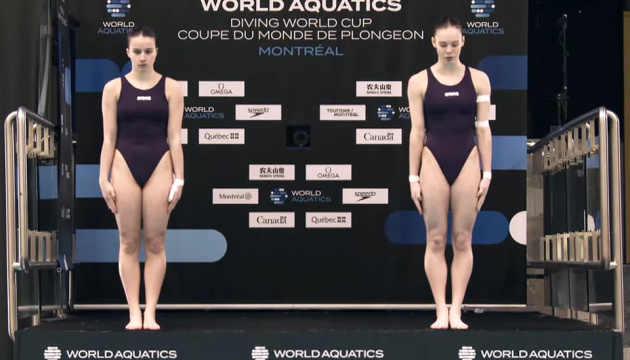 WORLD AQUATICS
DIVING WORLD CUP
COUPE DU MONDE DE PLONGEON
MONTRÉAL
WORLD
AQUATICS
WORLD
AQUATICS
arena
arena
Ω
OMEGA
农夫山泉
WORLD
AQUATICS
speedo
TOURISME /
MONTRÉAL
Québec
Canada
农夫山泉
Ω
OMEGA
Montréal
WORLD
AQUATICS
speedo
Canada
Québec
WORLD AQUATICS
WORLD AQUATICS
WORLD AQUATICS